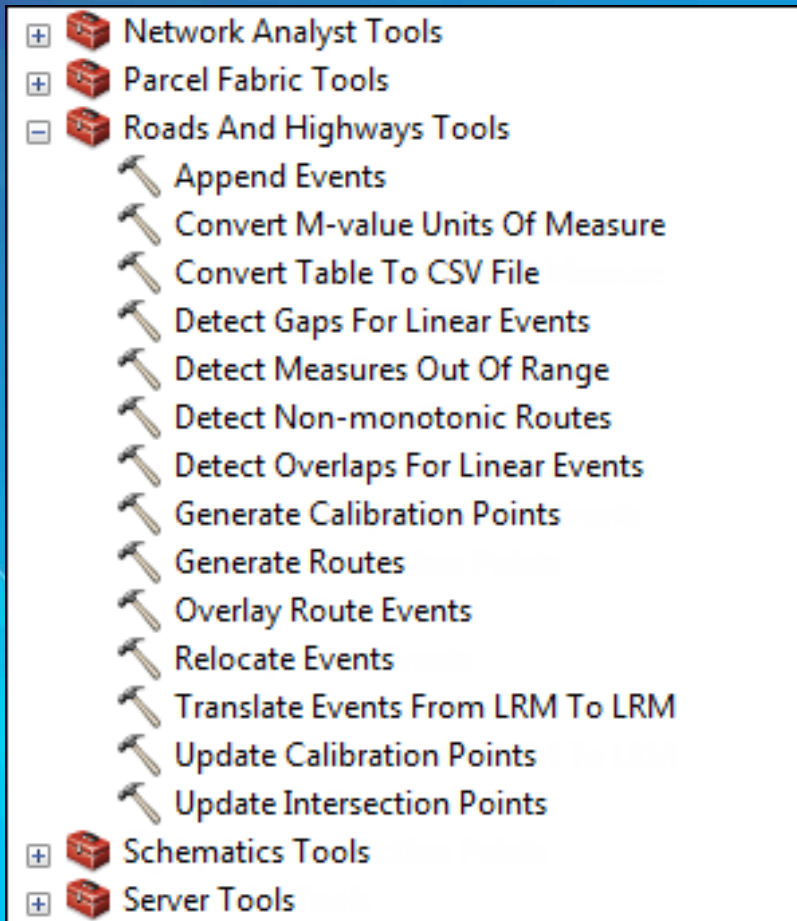 Network Analyst Tools
Parcel Fabric Tools
Roads And Highways Tools
Append Events
Convert M-value Units Of Measure
Convert Table To CSV File
Detect Gaps For Linear Events
Detect Measures Out Of Range
Detect Non-monotonic Routes
Detect Overlaps For Linear Events
Generate Calibration Points
Generate Routes
Overlay Route Events
Relocate Events
Translate Events From LRM To LRM
Update Calibration Points
Update Intersection Points
Schematics Tools
Server Tools